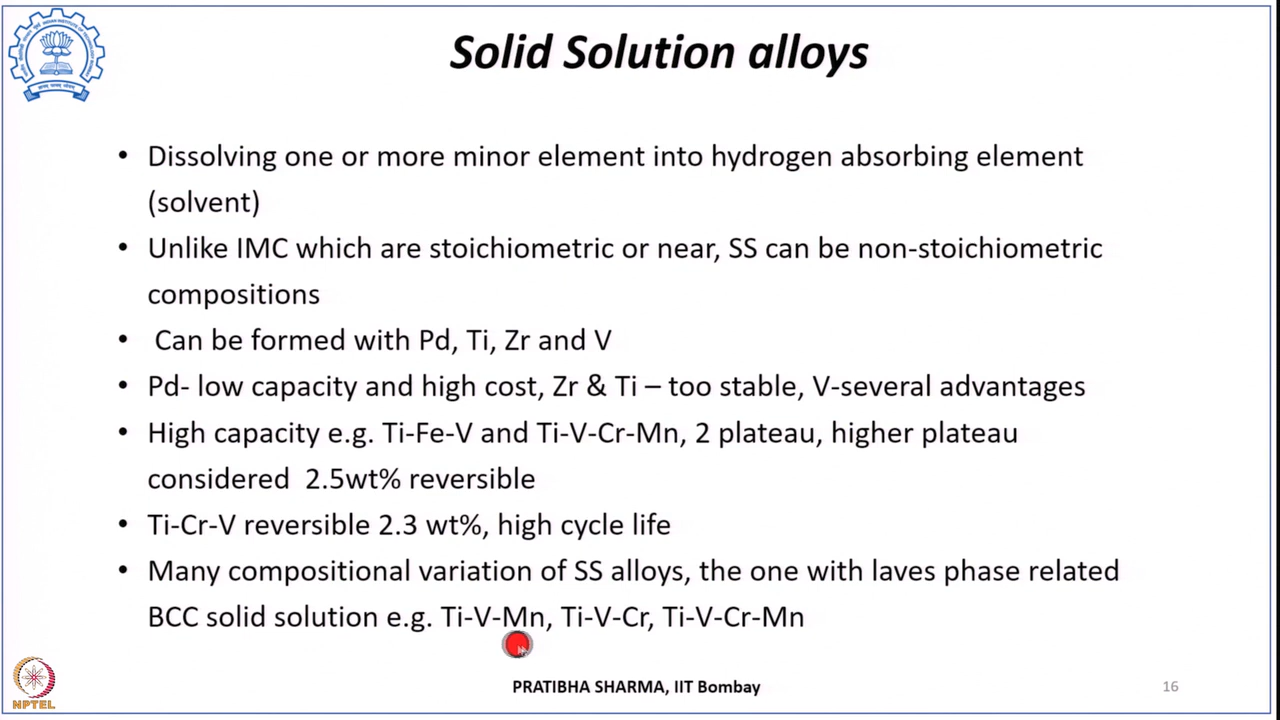 Solid Solution alloys
• Dissolving one or more minor element into hydrogen absorbing element
(solvent)
• Unlike IMC which are stoichiometric or near, SS can be non-stoichiometric
compositions
• Can be formed with Pd, Ti, Zr and V
• Pd- low capacity and high cost, Zr & Ti – too stable, V-several advantages
• High capacity e.g. Ti-Fe-V and Ti-V-Cr-Mn, 2 plateau, higher plateau
considered 2.5wt% reversible
• Ti-Cr-V reversible 2.3 wt%, high cycle life
• Many compositional variation of SS alloys, the one with laves phase related
BCC solid solution e.g. Ti-V-Mn, Ti-V-Cr, Ti-V-Cr-Mn
PRATIBHA SHARMA, IIT Bombay
16
NPTEL